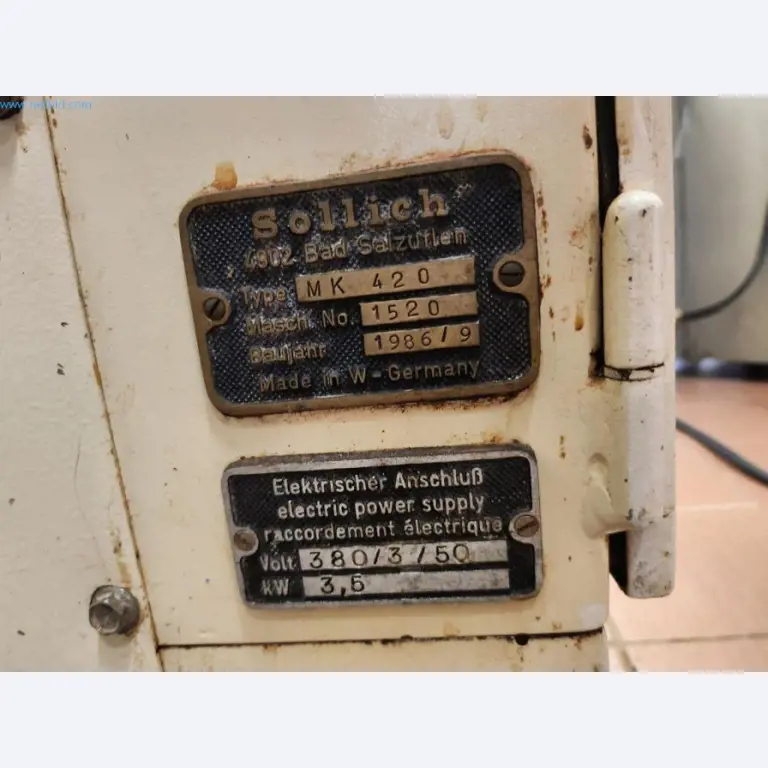 Sollich
4902 Bad Salzuflen
Type MK 420
Masch. No. 1520
Baujahr 1986/9
Made in W-Germany
Elektrischer Anschluß
electric power supply
raccordement électrique
Volt 380/3/50
kW 3,5